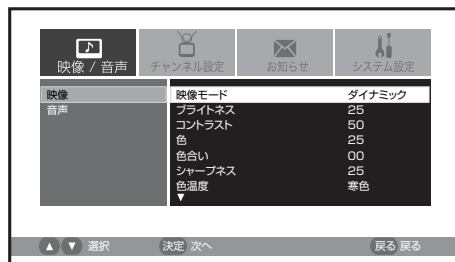 映像 / 音声 チャンネル設定 お知らせ システム設定
映像 映像モード ダイナミック
音声 ブライトネス 25
コントラスト 50
色 25
色合い 00
シャープネス 25
色温度 寒色
▼
▲ ▼ 選択 決定 次へ 戻る 戻る